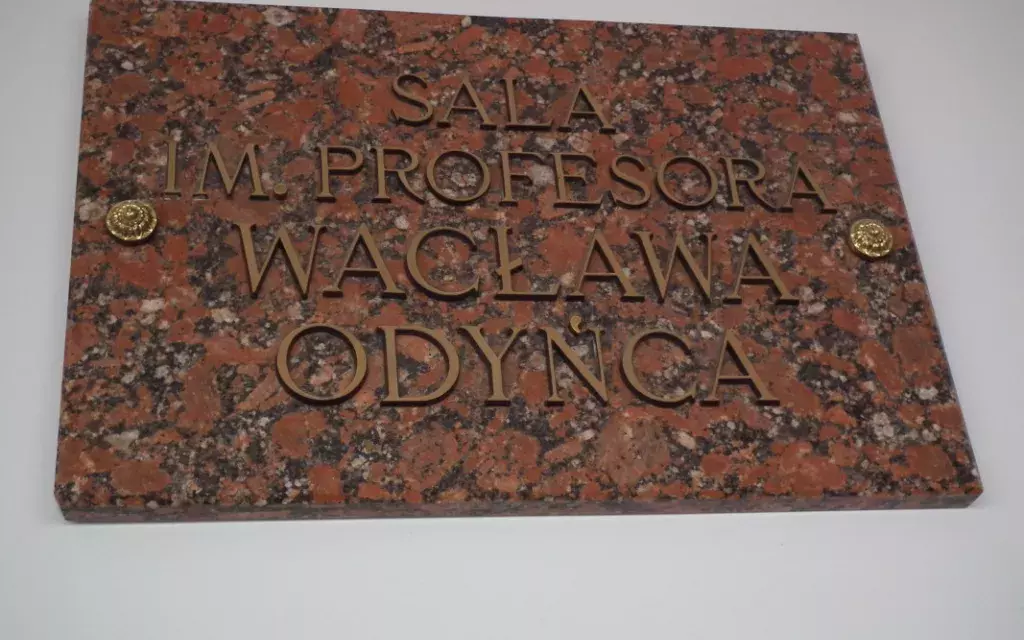 SALA
IM. PROFESORA
WACŁAWA
ODYŃCA